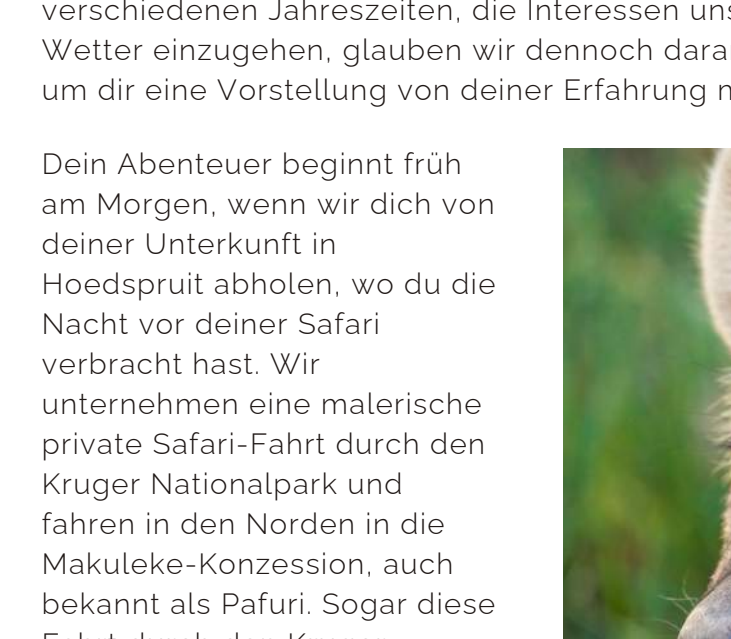 verschiedenen Jahreszeiten, die Interessen
Wetter einzugehen, glauben wir dennoch
um dir eine Vorstellung von deiner Erfahrung
Dein Abenteuer beginnt früh
am Morgen, wenn wir dich von
deiner Unterkunft in
Hoedspruit abholen, wo du die
Nacht vor deiner Safari
verbracht hast. Wir
unternehmen eine malerische
private Safari-Fahrt durch den
Kruger Nationalpark und
fahren in den Norden in die
Makuleke-Konzession, auch
bekannt als Pafuri. Sogar diese